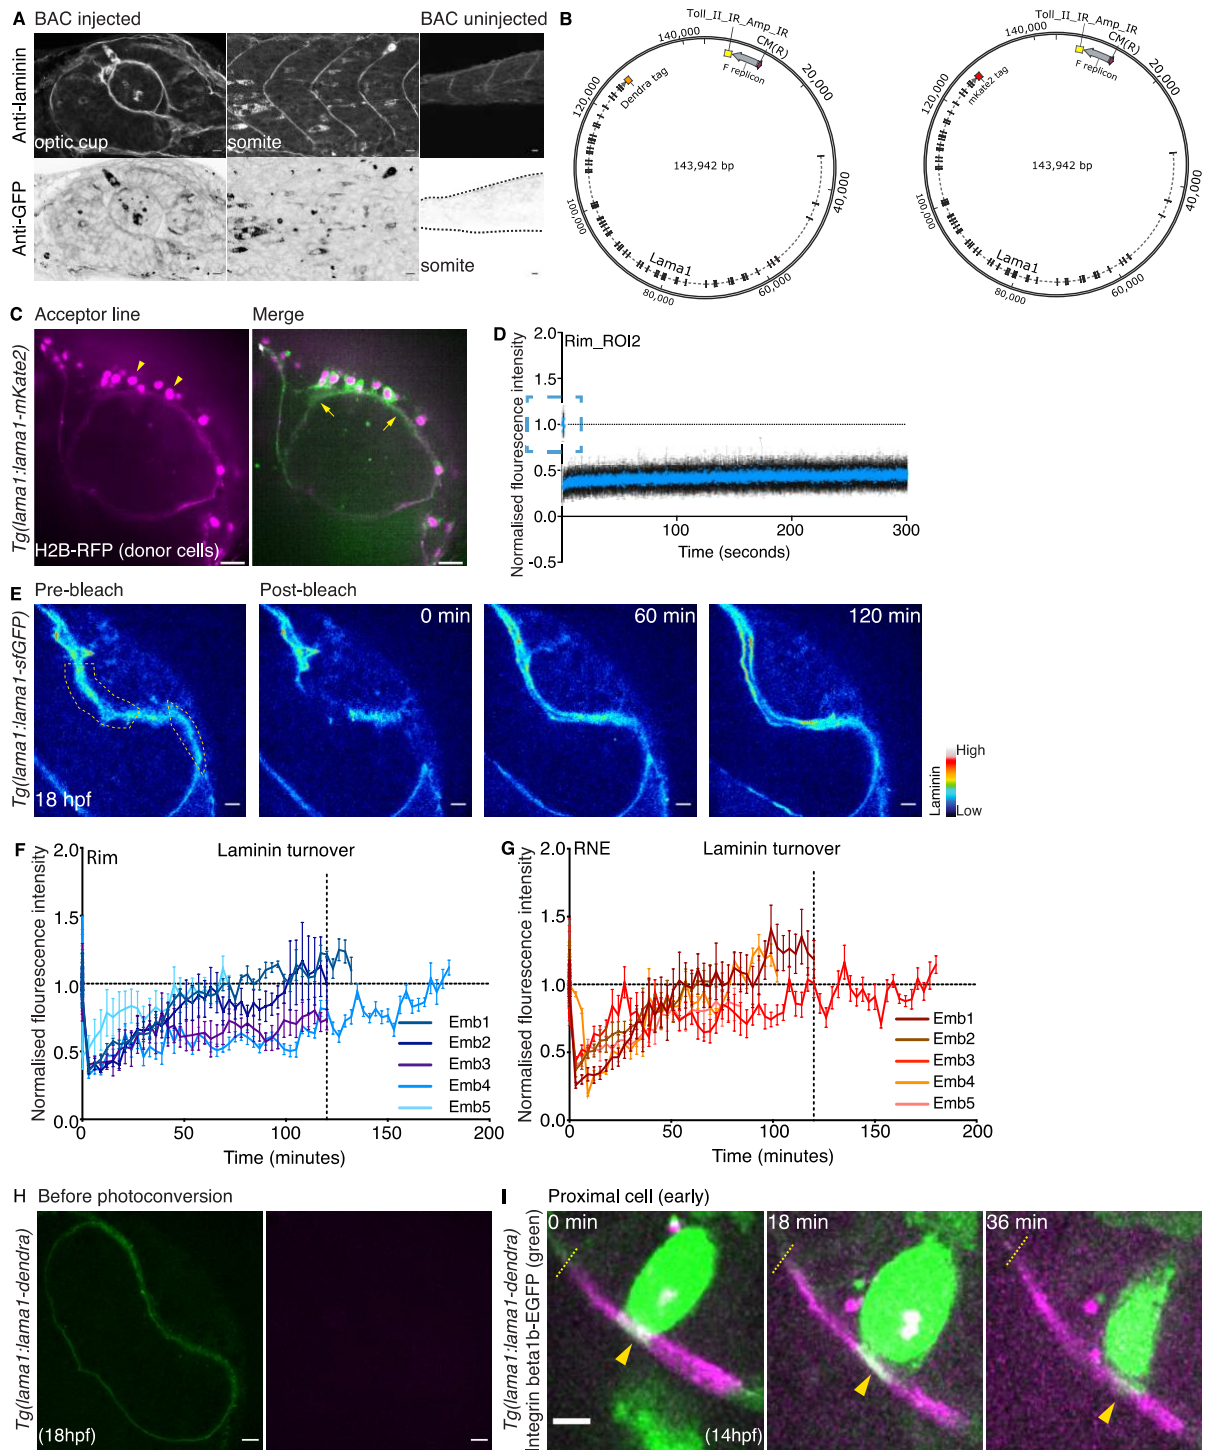 A
BAC injected
BAC uninjected
Anti-laminin
optic cup
somite
Anti-GFP
somite
B
Toll_II_IR_Amp_IR
CM(R)
F replicon
Dendra tag
140,000
20,000
120,000
143,942 bp
40,000
100,000
Lama1
80,000
60,000
Toll_II_IR_Amp_IR
CM(R)
F replicon
mKate2 tag
140,000
20,000
120,000
143,942 bp
40,000
100,000
Lama1
80,000
60,000
C
Acceptor line
Merge
Tg(lama1:lama1-mKate2)
H2B-RFP (donor cells)
D
Rim_ROI2
Normalised flourescence intensity
2.0
1.5
1.0
0.5
0.0
-0.5
100
200
300
Time (seconds)
E
Pre-bleach
Post-bleach
Tg(lama1:lama1-sfGFP)
18 hpf
0 min
60 min
120 min
Laminin
High
Low
F
Rim
Laminin turnover
Normalised flourescence intensity
2.0
1.5
1.0
0.5
0.0
0
50
100
150
200
Time (minutes)
Emb1
Emb2
Emb3
Emb4
Emb5
G
RNE
Laminin turnover
Normalised flourescence intensity
2.0
1.5
1.0
0.5
0.0
0
50
100
150
200
Time (minutes)
Emb1
Emb2
Emb3
Emb4
Emb5
H
Before photoconversion
Tg(lama1:lama1-dendra)
(18hpf)
I
Proximal cell (early)
Tg(lama1:lama1-dendra)
Integrin beta1b-EGFP (green)
0 min
(14hpf)
18 min
36 min